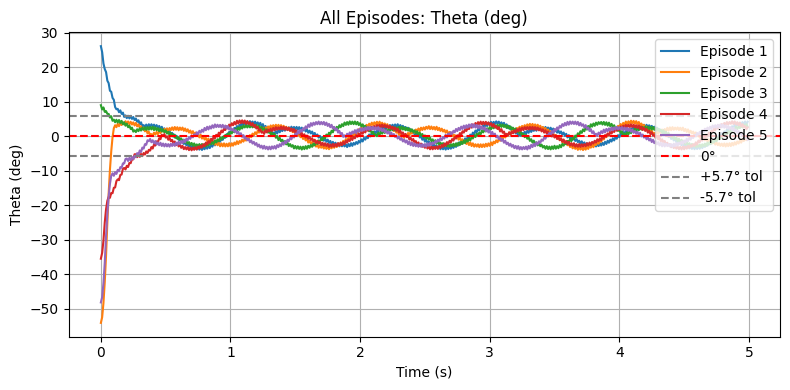 All Episodes: Theta (deg)
Theta (deg)
30
20
10
0
−10
−20
−30
−40
−50
0
1
2
3
4
5
Time (s)
Episode 1
Episode 2
Episode 3
Episode 4
Episode 5
0°
+5.7° tol
-5.7° tol